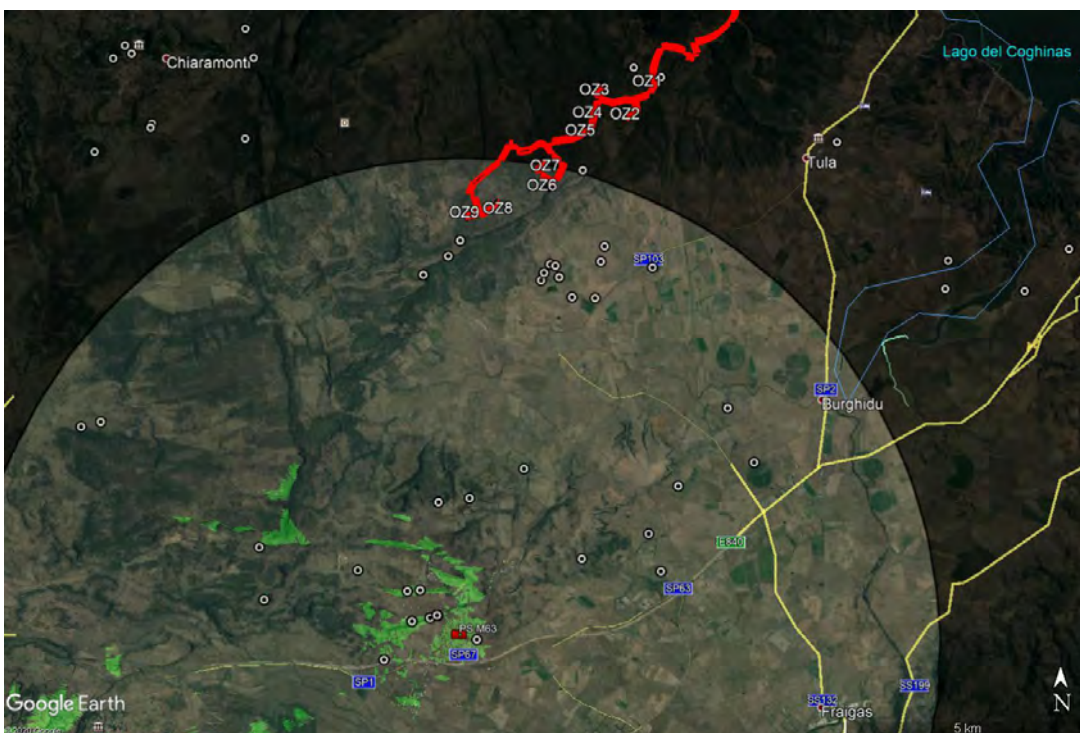 Lago del Coghinas
Chiaramonti
OZ1
OZ3
OZ4
OZ2
OZ5
Tula
OZ7
OZ6
OZ9
OZ8
SP103
SP2
Burghidu
E840
SP63
PS M63
SP67
SP1
SS199
SS132
Fraigas
Google Earth
N
5 km